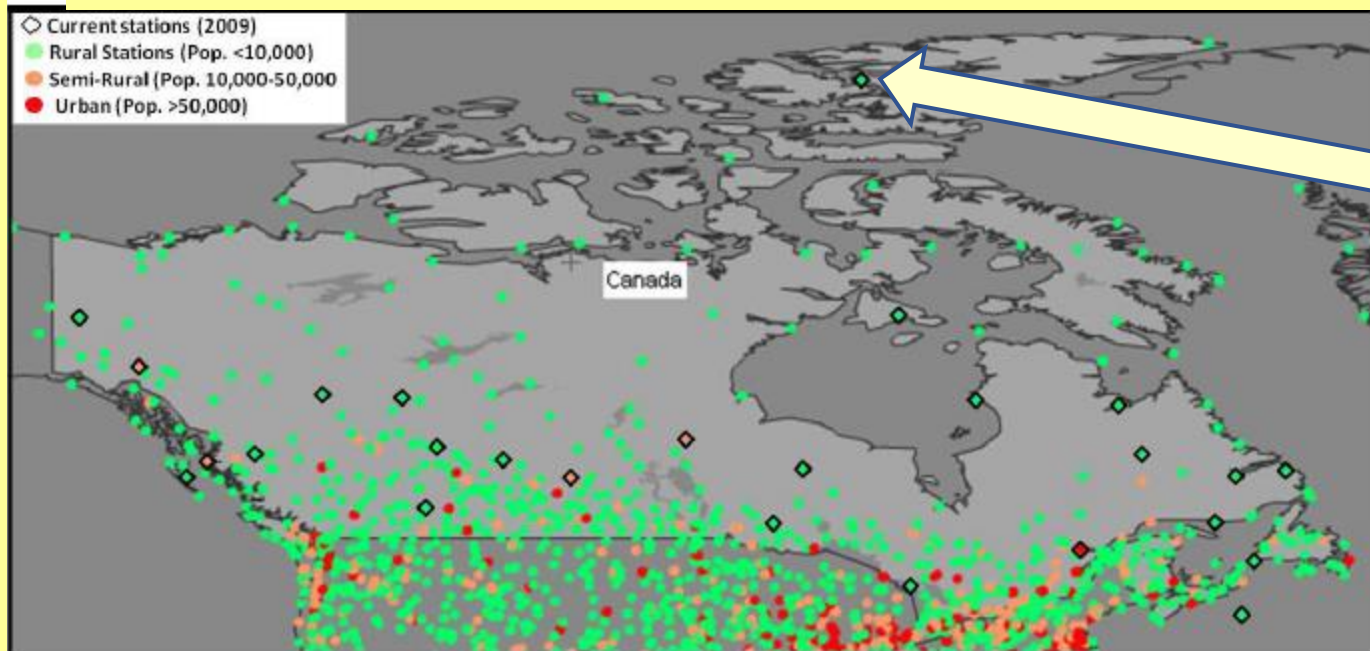 Current stations (2009)
Rural Stations (Pop. <10,000)
Semi-Rural (Pop. 10,000-50,000
Urban (Pop. >50,000)
Canada